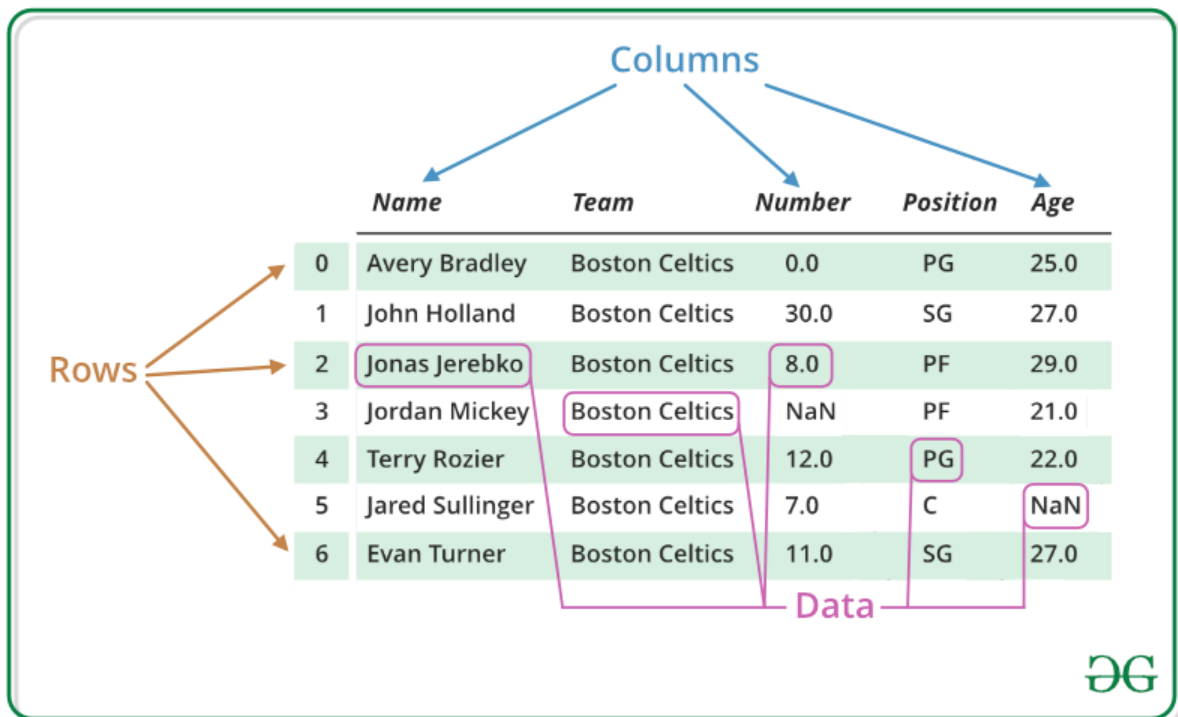 Columns
Name Team Number Position Age
0 Avery Bradley Boston Celtics 0.0 PG 25.0
1 John Holland Boston Celtics 30.0 SG 27.0
Rows
2 Jonas Jerebko Boston Celtics 8.0 PF 29.0
3 Jordan Mickey Boston Celtics NaN PF 21.0
4 Terry Rozier Boston Celtics 12.0 PG 22.0
5 Jared Sullinger Boston Celtics 7.0 C NaN
6 Evan Turner Boston Celtics 11.0 SG 27.0
Data